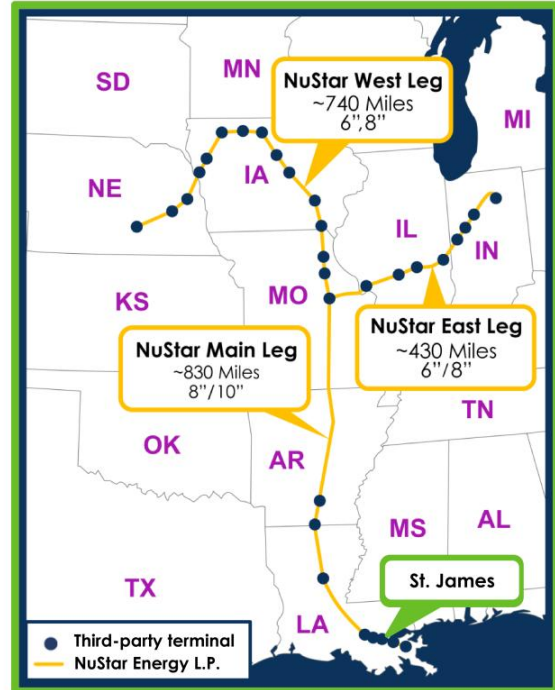 SD
MN
NuStar West Leg
~740 Miles
6”,8”
MI
NE
IA
IL
IN
KS
MO
NuStar Main Leg
~830 Miles
8”/10”
NuStar East Leg
~430 Miles
6”/8”
TN
OK
AR
MS
AL
TX
LA
St. James
Third-party terminal
NuStar Energy L.P.